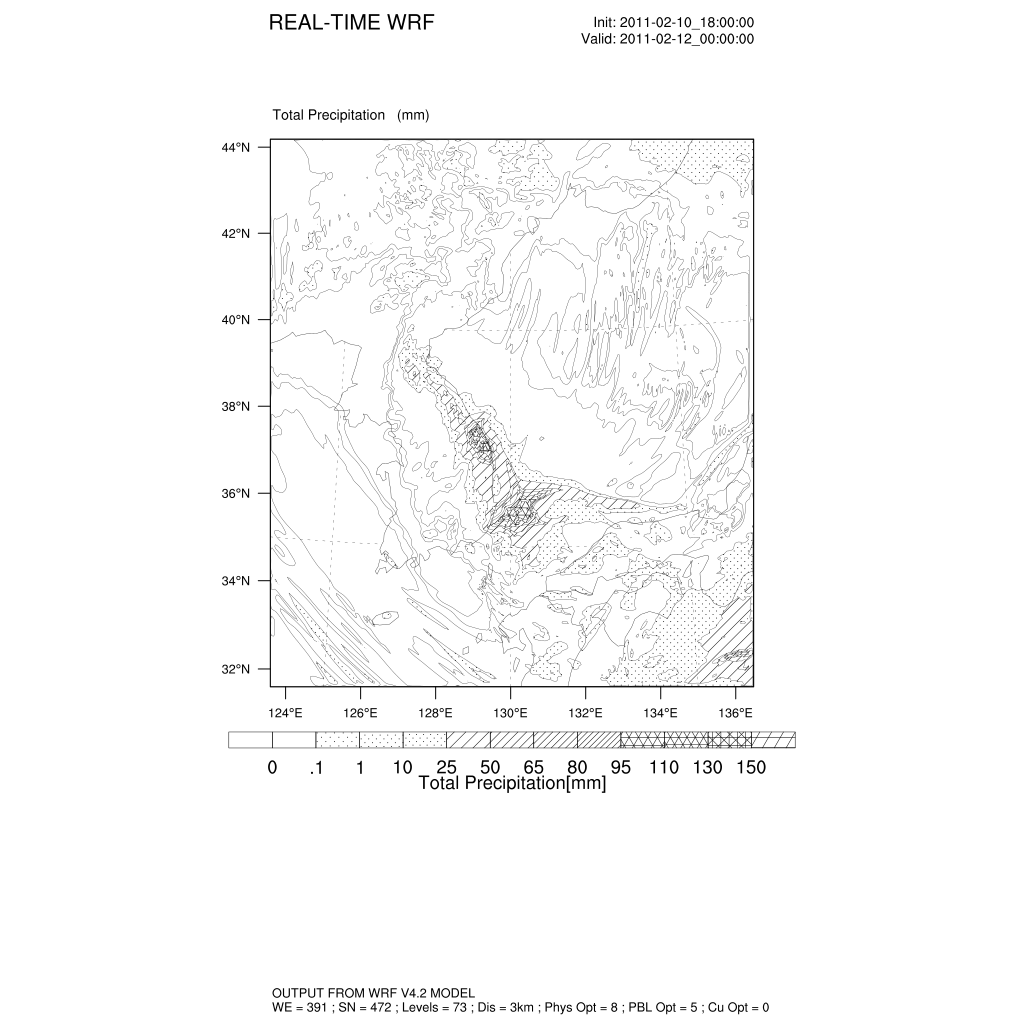 REAL-TIME WRF
Init: 2011-02-10_18:00:00
Valid: 2011-02-12_00:00:00
Total Precipitation (mm)
44°N
42°N
40°N
38°N
36°N
34°N
32°N
124°E 126°E 128°E 130°E 132°E 134°E 136°E
0 .1 1 10 25 50 65 80 95 110 130 150
Total Precipitation[mm]
OUTPUT FROM WRF V4.2 MODEL
WE = 391 ; SN = 472 ; Levels = 73 ; Dis = 3km ; Phys Opt = 8 ; PBL Opt = 5 ; Cu Opt = 0